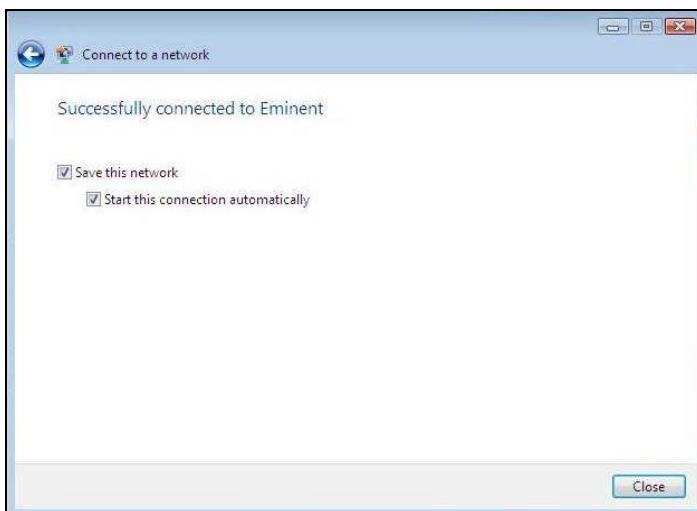 Connect to a network
Successfully connected to Eminent
Save this network
Start this connection automatically
Close